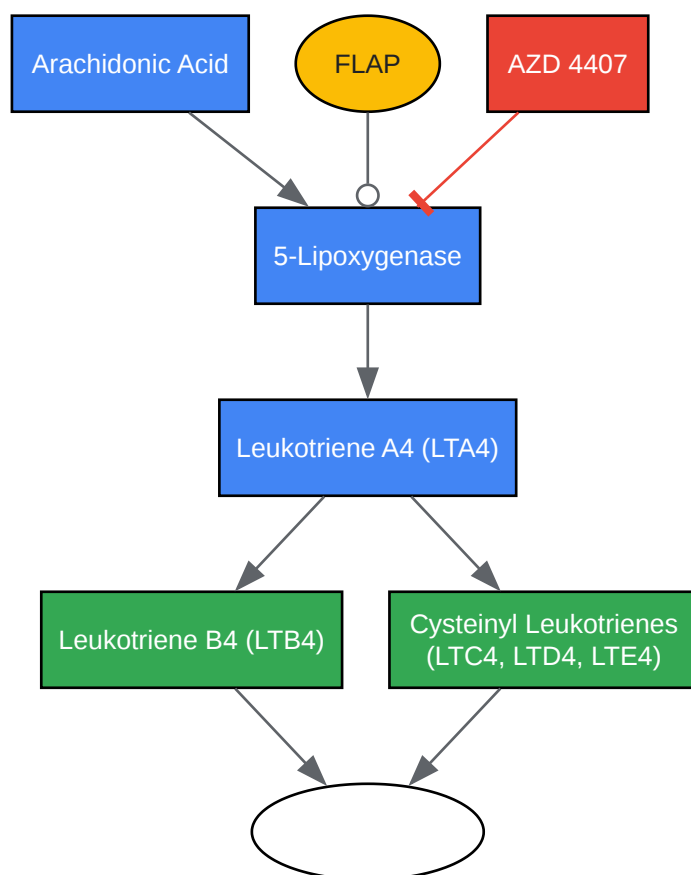 Arachidonic Acid
FLAP
AZD 4407
5-Lipoxygenase
Leukotriene A4 (LTA4)
Leukotriene B4 (LTB4)
Cysteinyl Leukotrienes
(LTC4, LTD4, LTE4)